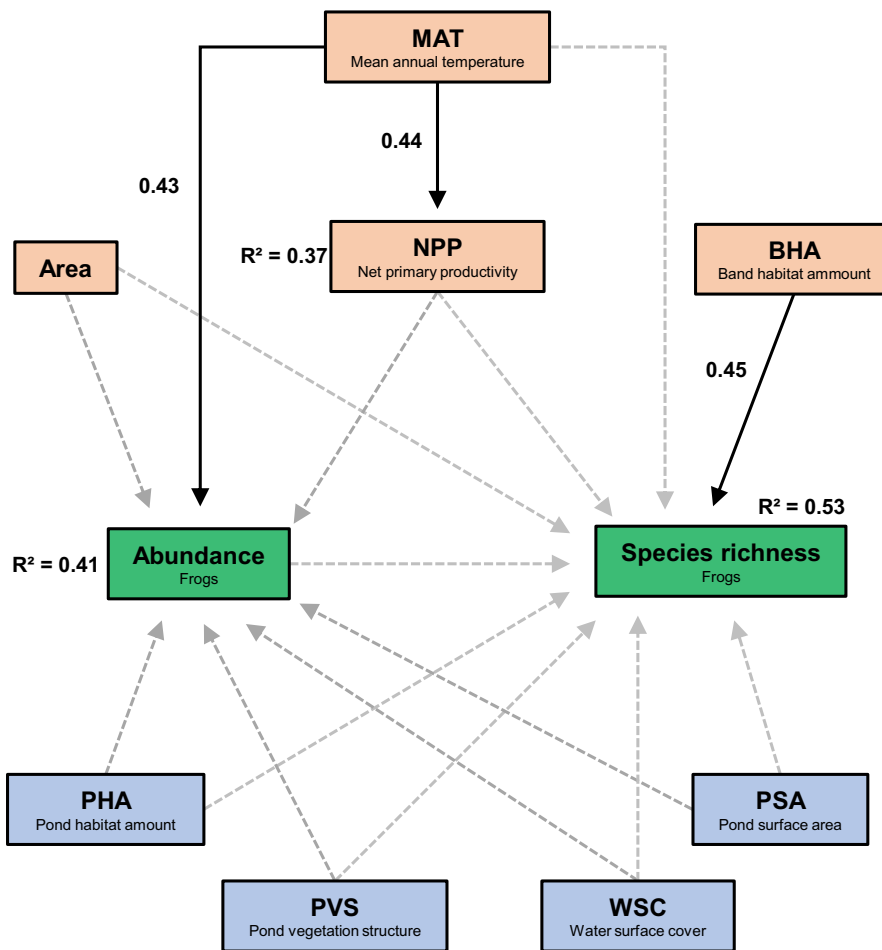 MAT
Mean annual temperature
0.44
0.43
R² = 0.37
NPP
Net primary productivity
BHA
Band habitat ammount
Area
0.45
R² = 0.53
Abundance
Frogs
R² = 0.41
Species richness
Frogs
PHA
Pond habitat amount
PSA
Pond surface area
PVS
Pond vegetation structure
WSC
Water surface cover